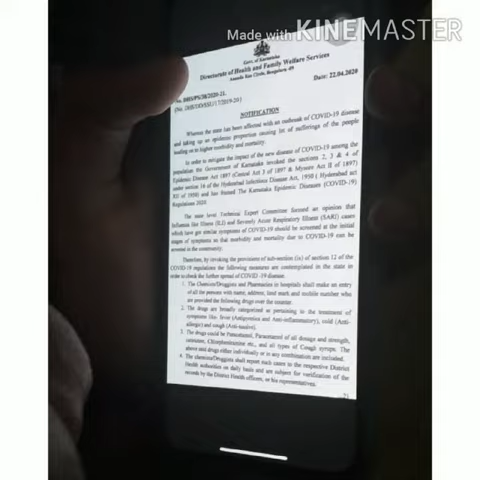 Made with KINEMASTER
Govt. of Karnataka
Directorate of Health and Family Welfare Services
Ananda Rao Circle, Bengaluru -09
No. DHS/PS/30/2020-21. Date: 22.04.2020
NOTIFICATION
Whereas the state has been affected with an outbreak of COVID-19 disease
and taking up an epidemic proportion causing lot of sufferings of the people
leading to higher morbidity and mortality.
In order to mitigate the impact of the new disease of COVID-19 among the
population the Government of Karnataka invoked the sections 2, 3 & 4 of
Epidemic Disease Act 1897 (Central Act 3 of 1897 & Mysore Act II of 1897)
under section 14 of the Hyderabad Infectious Disease Act, 1950 ( Hyderabad act
XII of 1950) and has framed The Karnataka Epidemic Diseases (COVID-19)
Regulations 2020
The state level Technical Expert Committee formed an opinion that
Influenza like Illness (ILI) and Severely Acute Respiratory Illness (SARI) cases
which have got similar symptoms of COVID-19 should be screened at the initial
stages of symptoms so that morbidity and mortality due to COVID-19 can be
arrested in the community.
Therefore, by invoking the provisions of sub-section of section 12 of the
COVID-19 regulations the following measures are contemplated in the state in
order to check the further spread of COVID -19 disease.
1. The Chemist/Druggists and Pharmacies in hospitals shall make an entry
of all the persons with name, address, land mark and mobile number who
are provided the following drugs over the counter.
2. The drugs are broadly categorized as pertaining to the treatment of
symptoms like fever (Antipyretics and Anti-inflammatory), cold (Anti-
allergic) and cough (Anti-tussive).
3. The drugs could be Paracetamol, Paracetamol of all dosage and strength,
cetirizine, Chlorpheniramine etc., and all types of Cough syrups. The
above said drugs either individually or in any combination are included.
4. The chemist/Druggists shall report such cases to the respective District
Health authorities on daily basis and are subject for verification of the
records by the District Health officers, or his representatives.